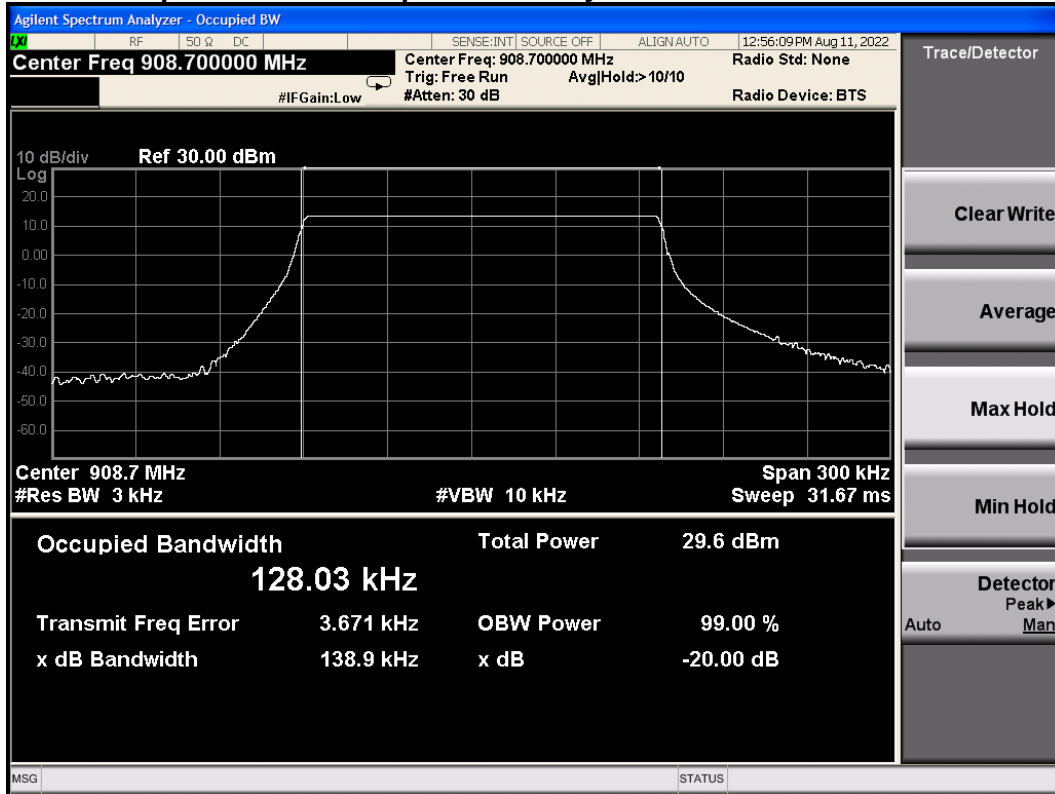 Agilent Spectrum Analyzer - Occupied BW
LXI RF 50 Ω DC SENSE:INT SOURCE OFF ALIGN AUTO 12:56:09 PM Aug 11, 2022
Center Freq 908.700000 MHz Center Freq: 908.700000 MHz Radio Std: None
Trig: Free Run Avg|Hold:> 10/10
#IFGain:Low #Atten: 30 dB Radio Device: BTS
10 dB/div Ref 30.00 dBm
Log
20.0
10.0
0.00
-10.0
-20.0
-30.0
-40.0
-50.0
-60.0
Center 908.7 MHz Span 300 kHz
#Res BW 3 kHz #VBW 10 kHz Sweep 31.67 ms
Occupied Bandwidth Total Power 29.6 dBm
128.03 kHz
Transmit Freq Error 3.671 kHz OBW Power 99.00 %
x dB Bandwidth 138.9 kHz x dB -20.00 dB
MSG STATUS
Trace/Detector
Clear Write
Average
Max Hold
Min Hold
Detector
Peak▶
Auto Man